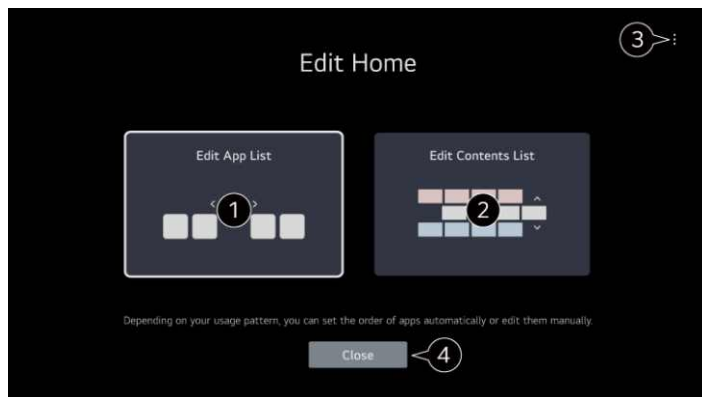 Edit Home
3
Edit App List
Edit Contents List
1
2
Depending on your usage pattern, you can set the order of apps automatically or edit them manually.
Close
4